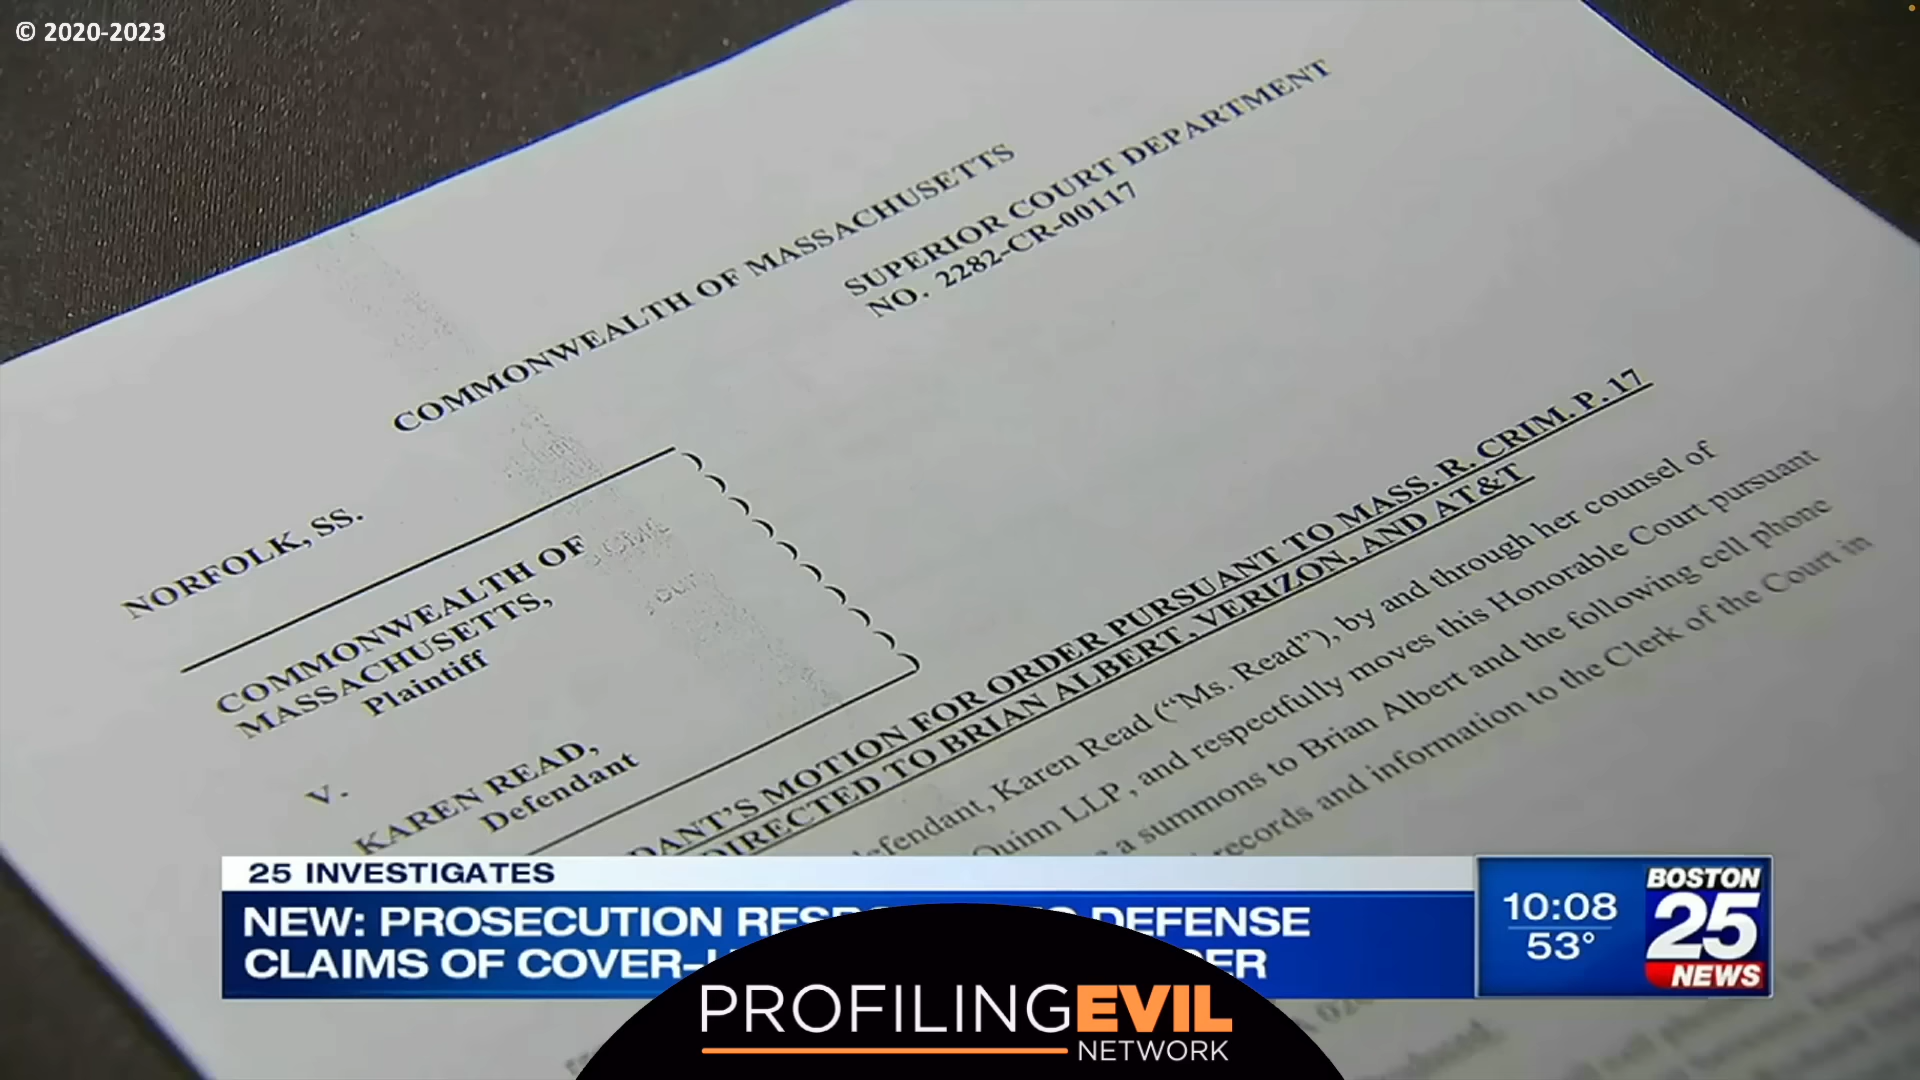 © 2020-2023
COMMONWEALTH OF MASSACHUSETTS
SUPERIOR COURT DEPARTMENT
NO. 2282-CR-00117
NORFOLK, SS.
COMMONWEALTH OF
MASSACHUSETTS,
Plaintiff
V.
KAREN READ,
Defendant
MOTION FOR ORDER PURSUANT TO MASS. R. CRIM. P. 17
DIRECTED TO BRIAN ALBERT, VERIZON, AND AT&T
Karen Read (“Ms. Read”), by and through her counsel of
Quinn LLP, and respectfully moves this Honorable Court pursuant
a summons to Brian Albert and the following cell phone
records and information to the Clerk of the Court in
25 INVESTIGATES
NEW: PROSECUTION DEFENSE
CLAIMS OF
10:08
53°
BOSTON
25
NEWS
PROFILINGEVIL
NETWORK